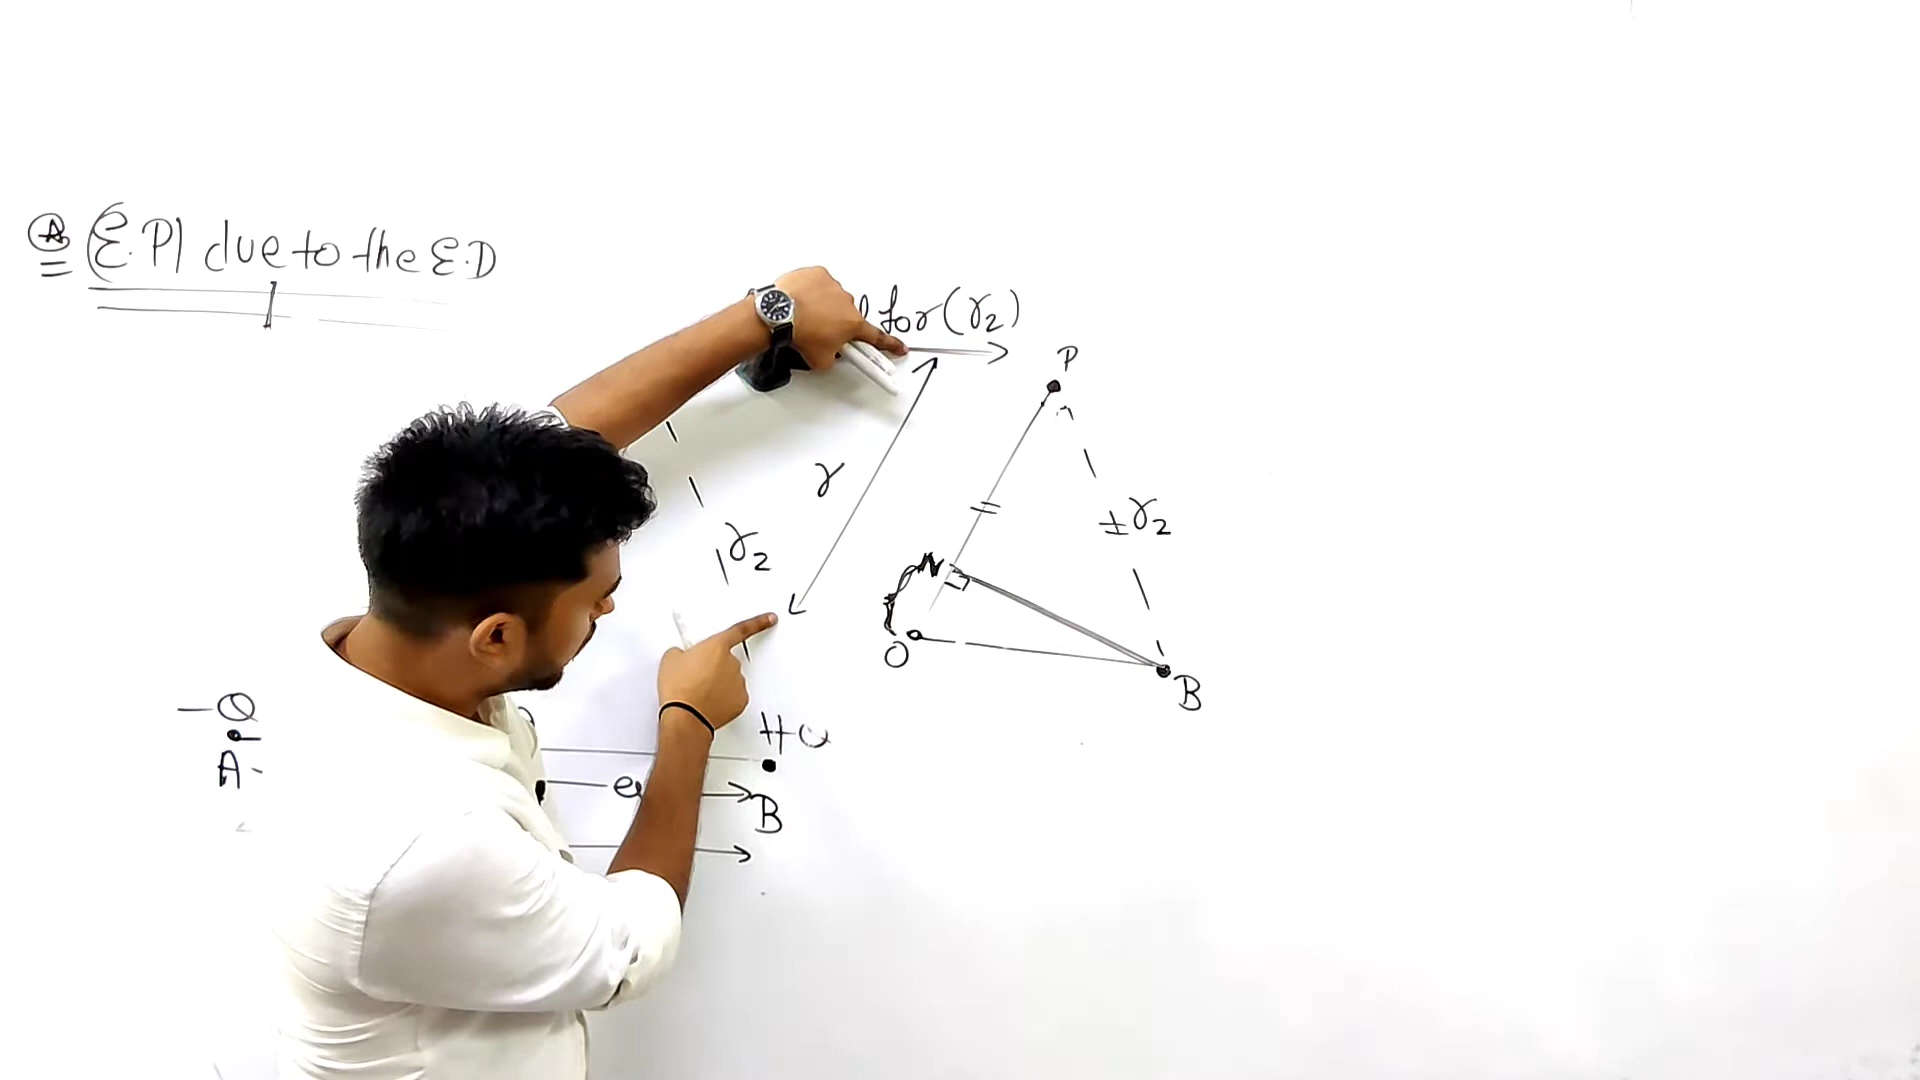 Ⓐ (E.P) due to the E.D
for (r₂)
P
r
= ±r₂
r₂
N
O
B
-Q
+Q
A
B